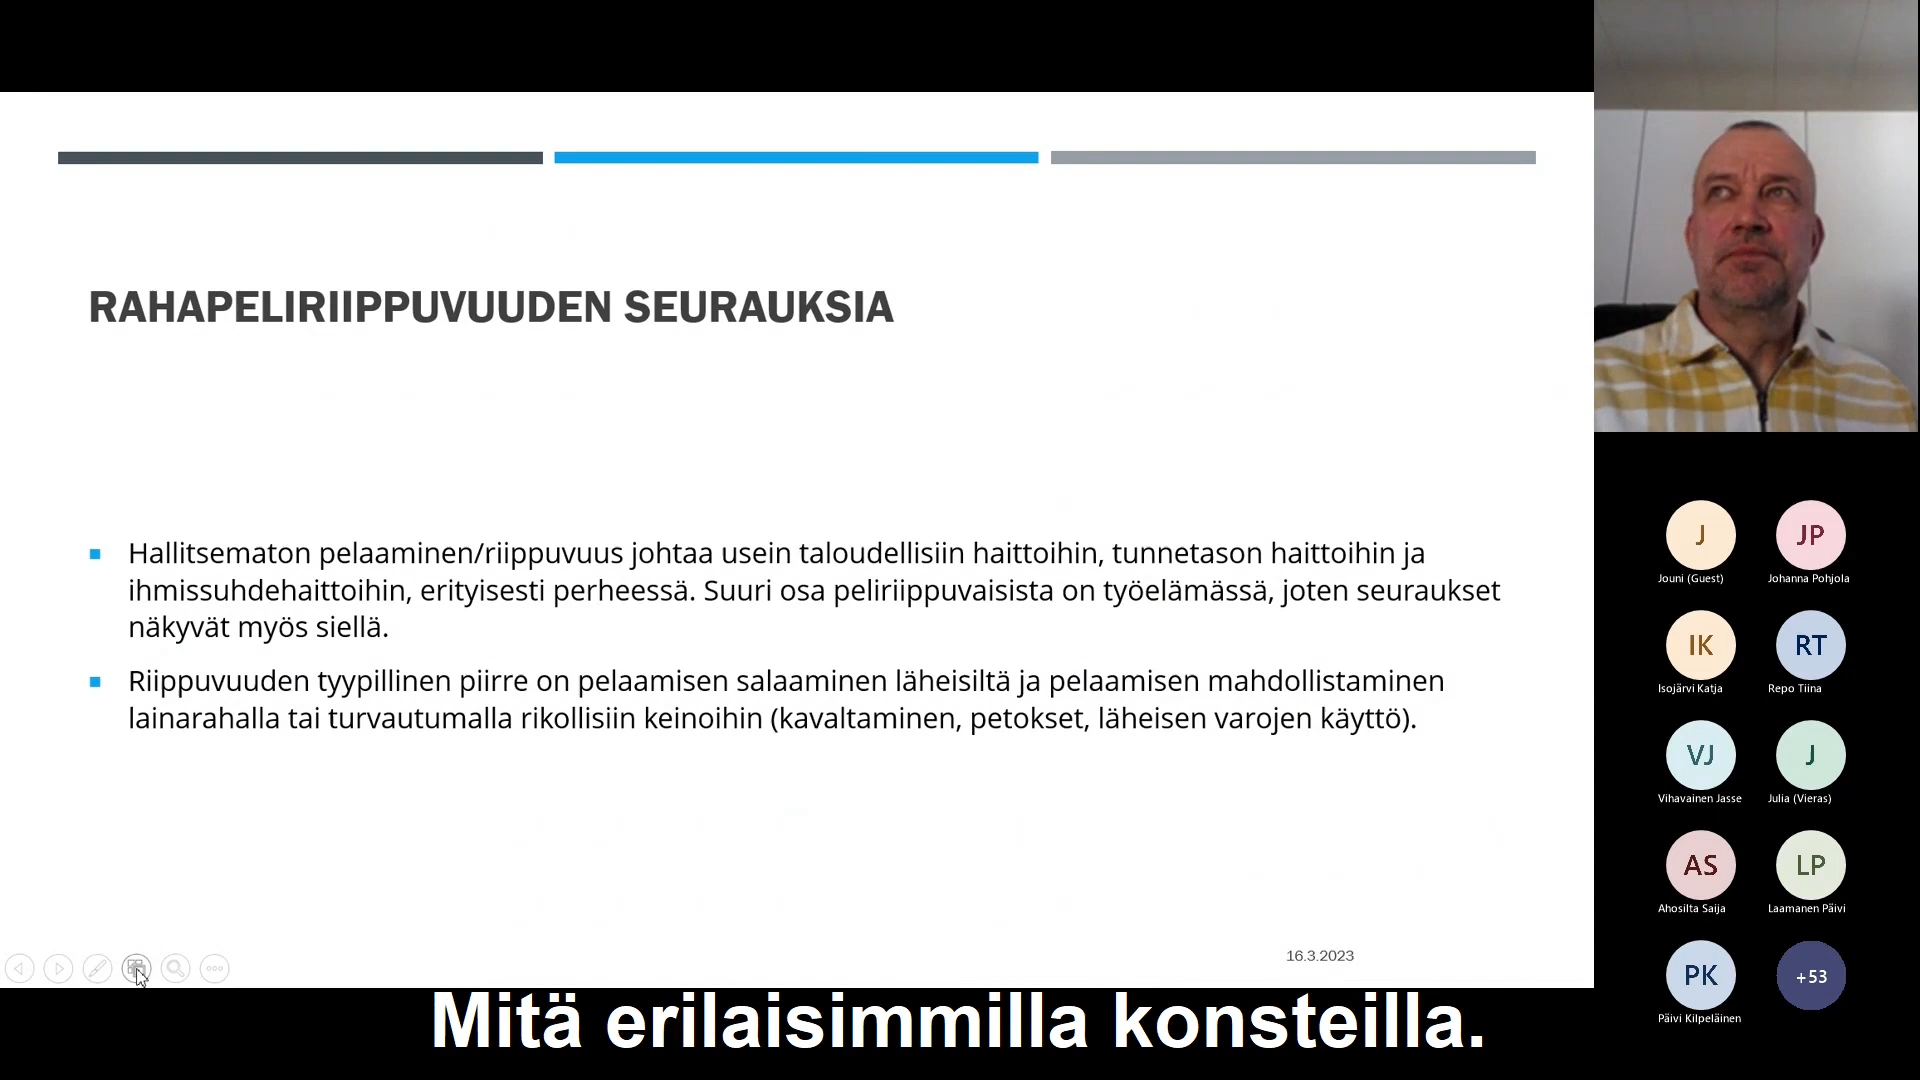 RAHAPELIRIIPPUVUUDEN SEURAUKSIA
Hallitsematon pelaaminen/riippuvuus johtaa usein taloudellisiin haittoihin, tunnetason haittoihin ja
ihmissuhdehaittoihin, erityisesti perheessä. Suuri osa peliriippuvaisista on työelämässä, joten seuraukset
näkyvät myös siellä.
Riippuvuuden tyypillinen piirre on pelaamisen salaaminen läheisiltä ja pelaamisen mahdollistaminen
lainarahalla tai turvautumalla rikollisiin keinoihin (kavaltaminen, petokset, läheisen varojen käyttö).
16.3.2023
Mitä erilaisimmilla konsteilla.
J
Jouni (Guest)
JP
Johanna Pohjola
IK
Isojärvi Katja
RT
Repo Tiina
VJ
Vihavainen Jasse
J
Julia (Vieras)
AS
Ahosilta Saija
LP
Laamanen Päivi
PK
Päivi Kilpeläinen
+53